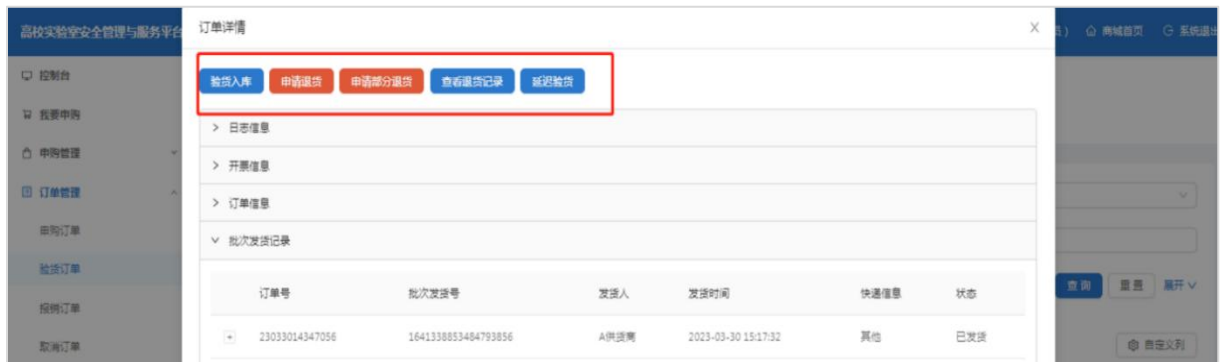 高校实验室安全管理与服务平台
订单详情
X
员）
商城首页
系统退出
控制台
我要申购
申购管理
订单管理
申购订单
验货订单
报销订单
取消订单
验货入库
申请退货
申请部分退货
查看退货记录
延迟验货
日志信息
开票信息
订单信息
批次发货记录
订单号 批次发货号 发货人 发货时间 快递信息 状态
23033014347056 1641338853484793856 A供货商 2023-03-30 15:17:32 其他 已发货
查询
重置
展开
自定义列